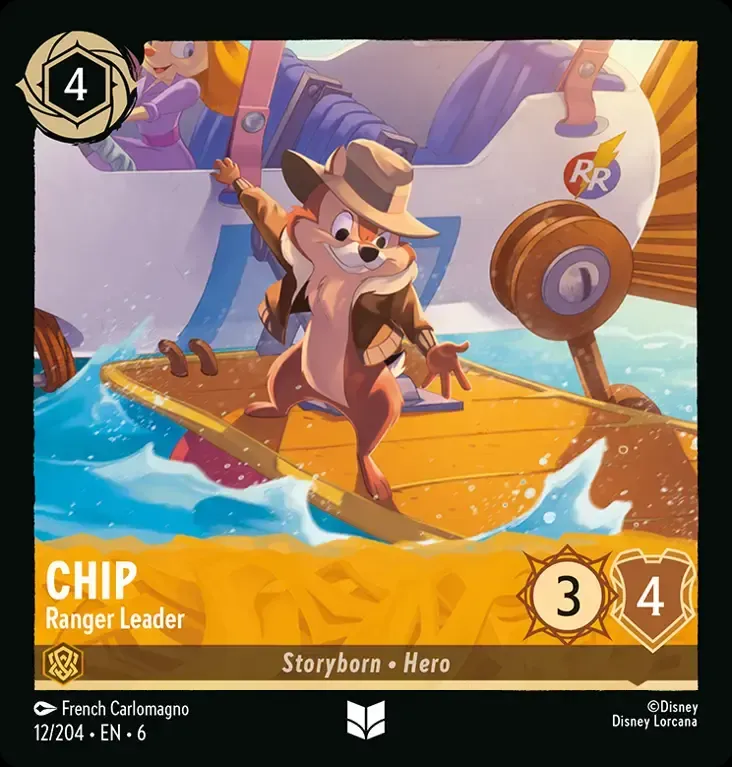 4
RR
CHIP
Ranger Leader
3
4
Storyborn • Hero
French Carlomagno
12/204 • EN • 6
©Disney
Disney Lorcana